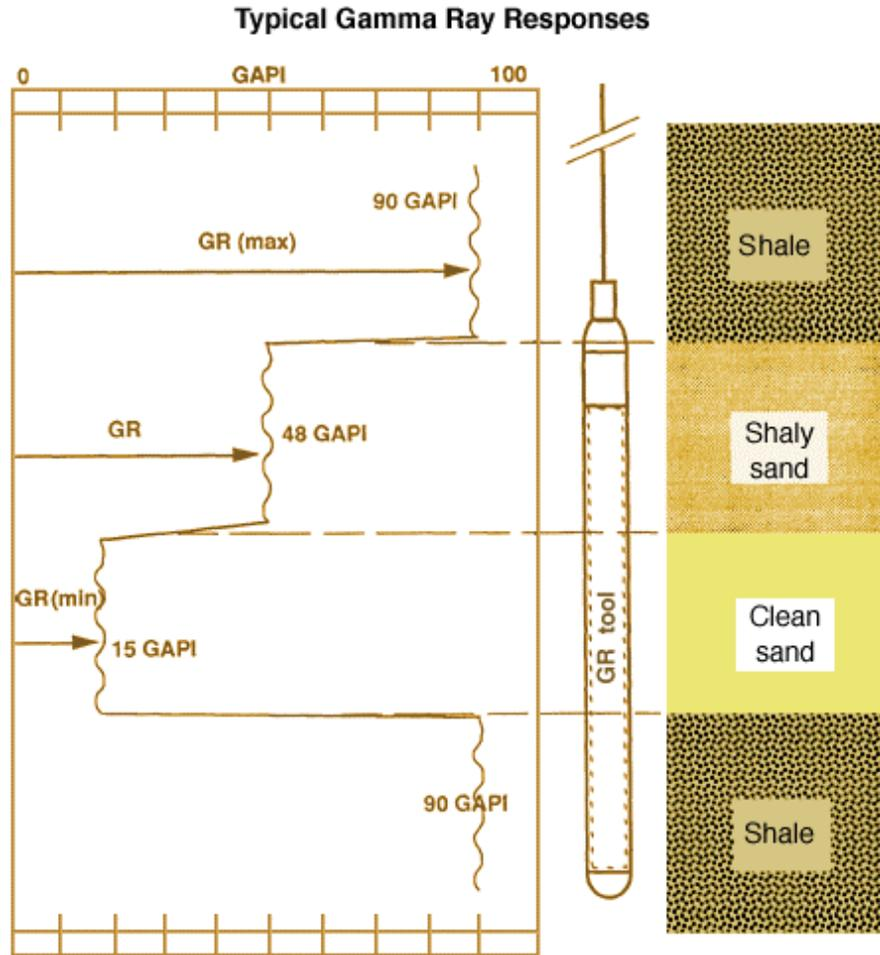 Typical Gamma Ray Responses
0 GAPI 100
90 GAPI
GR (max)
Shale
GR
48 GAPI
Shaly
sand
GR(min)
15 GAPI
GR tool
Clean
sand
90 GAPI
Shale